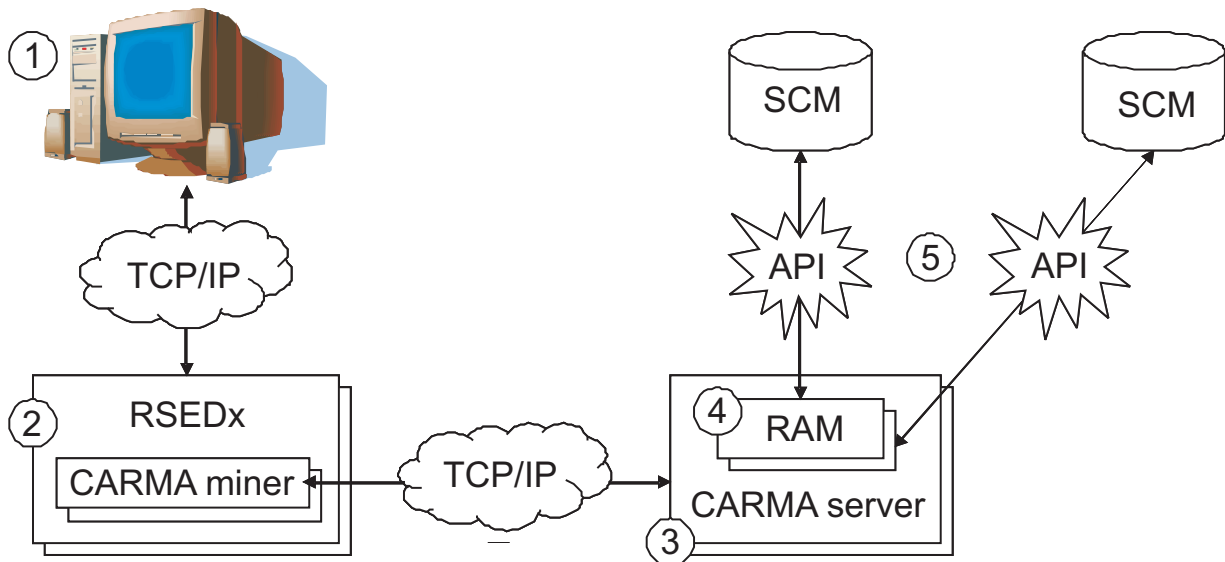 1
SCM
SCM
TCP/IP
API
5
API
2
RSEDx
CARMA miner
TCP/IP
4
RAM
CARMA server
3